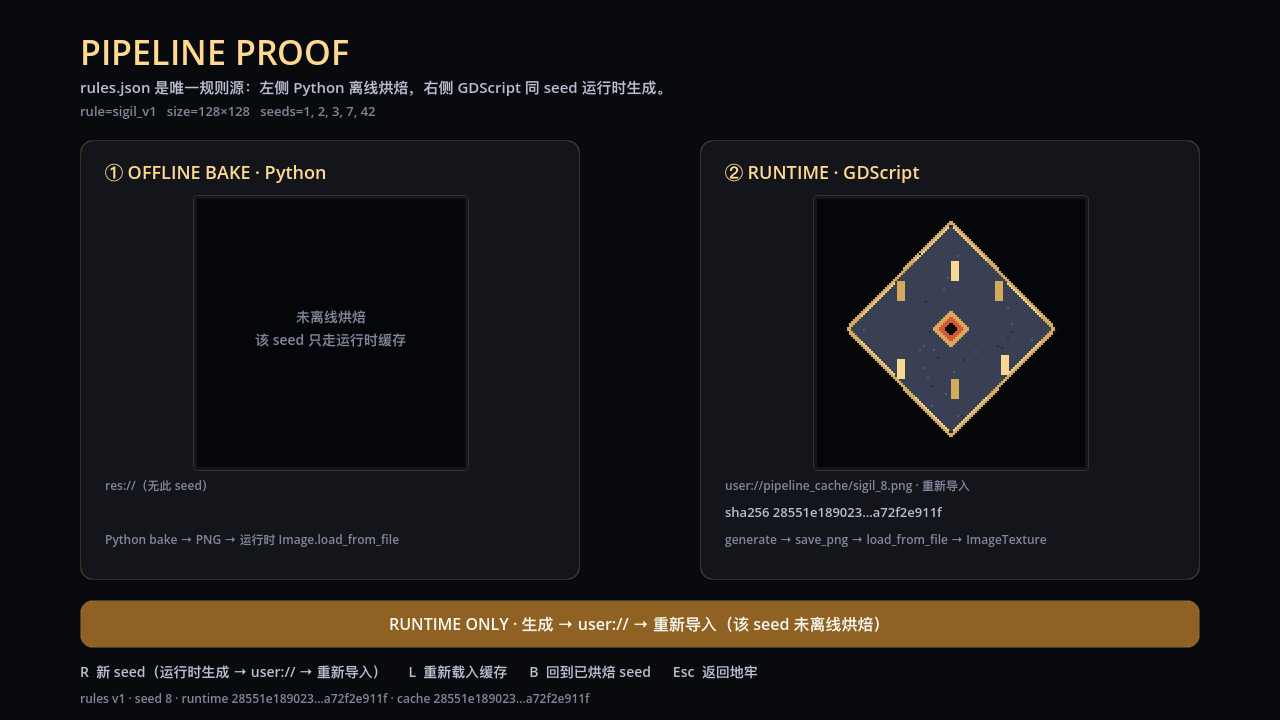 PIPELINE PROOF
rules.json 是唯一规则源：左侧 Python 离线烘焙，右侧 GDScript 同 seed 运行时生成。
rule=sigil_v1 size=128×128 seeds=1, 2, 3, 7, 42
① OFFLINE BAKE · Python
未离线烘焙
该 seed 只走运行时缓存
res://（无此 seed）
Python bake → PNG → 运行时 Image.load_from_file
② RUNTIME · GDScript
user://pipeline_cache/sigil_8.png · 重新导入
sha256 28551e189023…a72f2e911f
generate → save_png → load_from_file → ImageTexture
RUNTIME ONLY · 生成 → user:// → 重新导入（该 seed 未离线烘焙）
R 新 seed（运行时生成 → user:// → 重新导入） L 重新载入缓存 B 回到已烘焙 seed Esc 返回地牢
rules v1 · seed 8 · runtime 28551e189023…a72f2e911f · cache 28551e189023…a72f2e911f